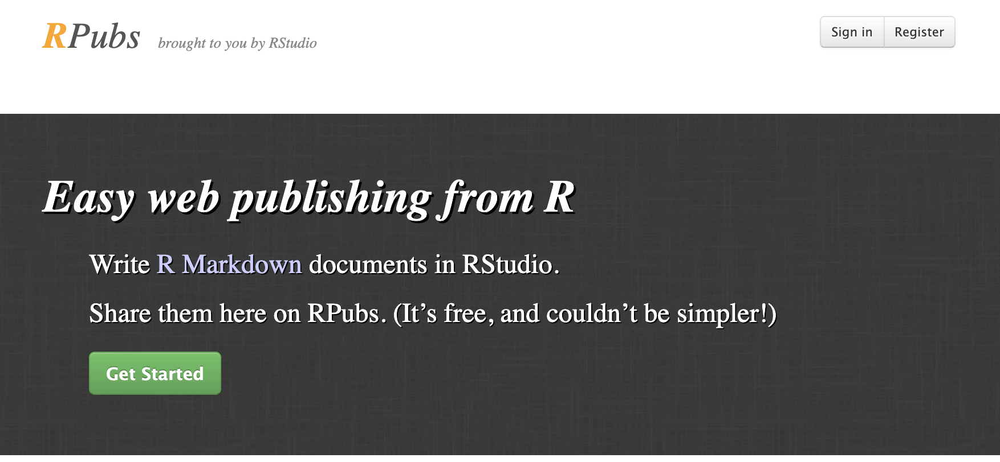 RPubs brought to you by RStudio
Sign in Register
Easy web publishing from R
Write R Markdown documents in RStudio.
Share them here on RPubs. (It’s free, and couldn’t be simpler!)
Get Started